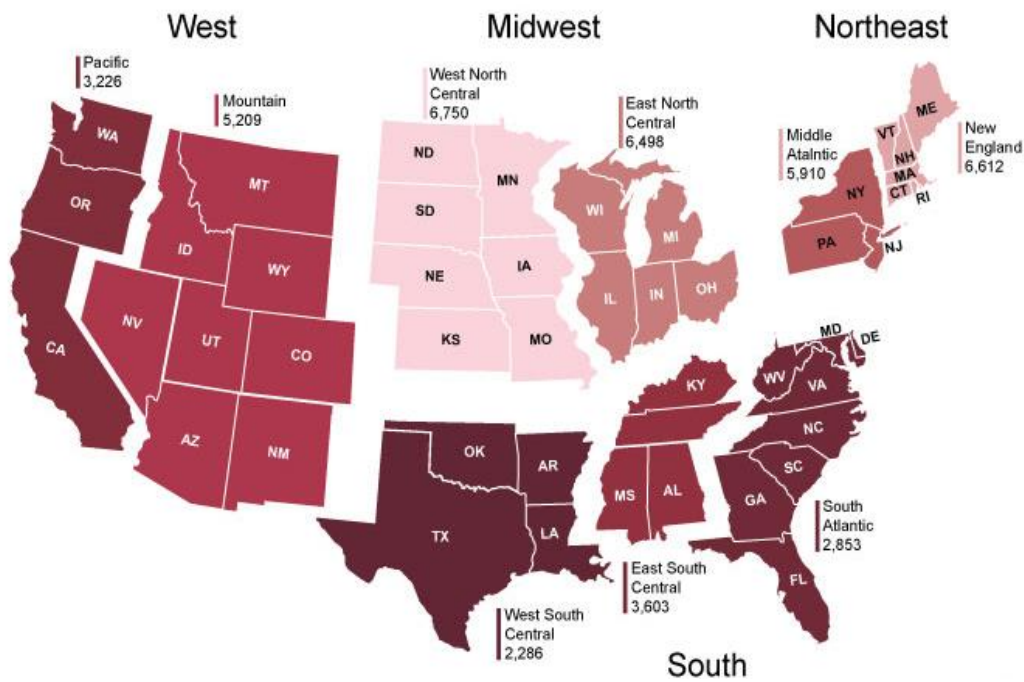 West
Midwest
Northeast
Pacific
3,226
Mountain
5,209
West North
Central
6,750
East North
Central
6,498
Middle
Atalntic
5,910
New
England
6,612
WA
OR
CA
MT
ID
WY
NV
UT
CO
AZ
NM
ND
MN
SD
NE
IA
KS
MO
WI
MI
IL
IN
OH
ME
VT
NH
MA
CT
RI
NY
PA
NJ
MD
DE
WV
VA
KY
NC
SC
GA
FL
OK
AR
TX
LA
MS
AL
South
Atlantic
2,853
East South
Central
3,603
West South
Central
2,286
South